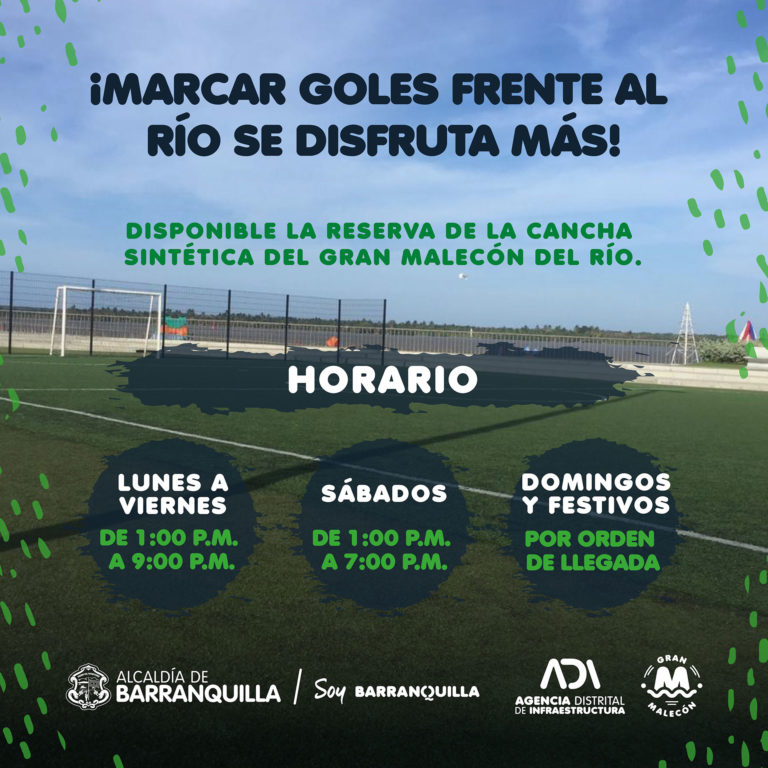 ¡MARCAR GOLES FRENTE AL
RÍO SE DISFRUTA MÁS!
DISPONIBLE LA RESERVA DE LA CANCHA
SINTÉTICA DEL GRAN MALECÓN DEL RÍO.
HORARIO
LUNES A
VIERNES
DE 1:00 P.M.
A 9:00 P.M.
SÁBADOS
DE 1:00 P.M.
A 7:00 P.M.
DOMINGOS
Y FESTIVOS
POR ORDEN
DE LLEGADA
ALCALDÍA DE
BARRANQUILLA
Soy BARRANQUILLA
ADI
AGENCIA DISTRITAL
DE INFRAESTRUCTURA
GRAN
MALECÓN